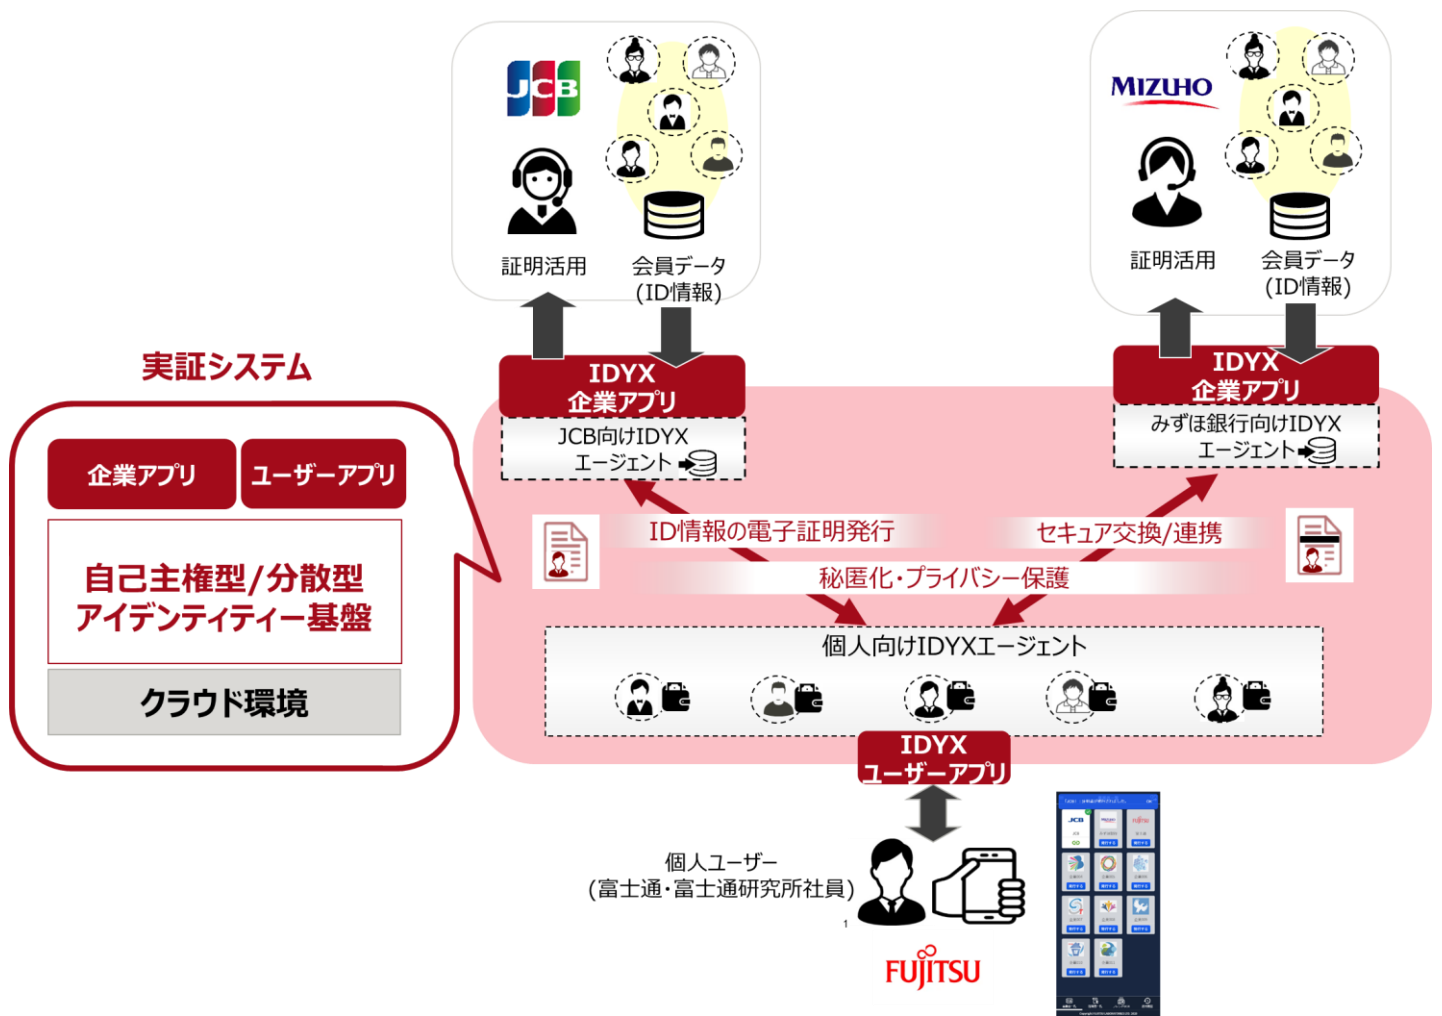 JCB
証明活用
会員データ
(ID情報)
MIZUHO
証明活用
会員データ
(ID情報)
IDYX
企業アプリ
JCB向けIDYX
エージェント
IDYX
企業アプリ
みずほ銀行向けIDYX
エージェント
実証システム
企業アプリ
ユーザーアプリ
自己主権型/分散型
アイデンティティー基盤
クラウド環境
ID情報の電子証明発行
セキュア交換/連携
秘匿化・プライバシー保護
個人向けIDYXエージェント
IDYX
ユーザーアプリ
個人ユーザー
(富士通・富士通研究所社員)
1
FUJITSU
JCB
MIZUHO
FUJITSU